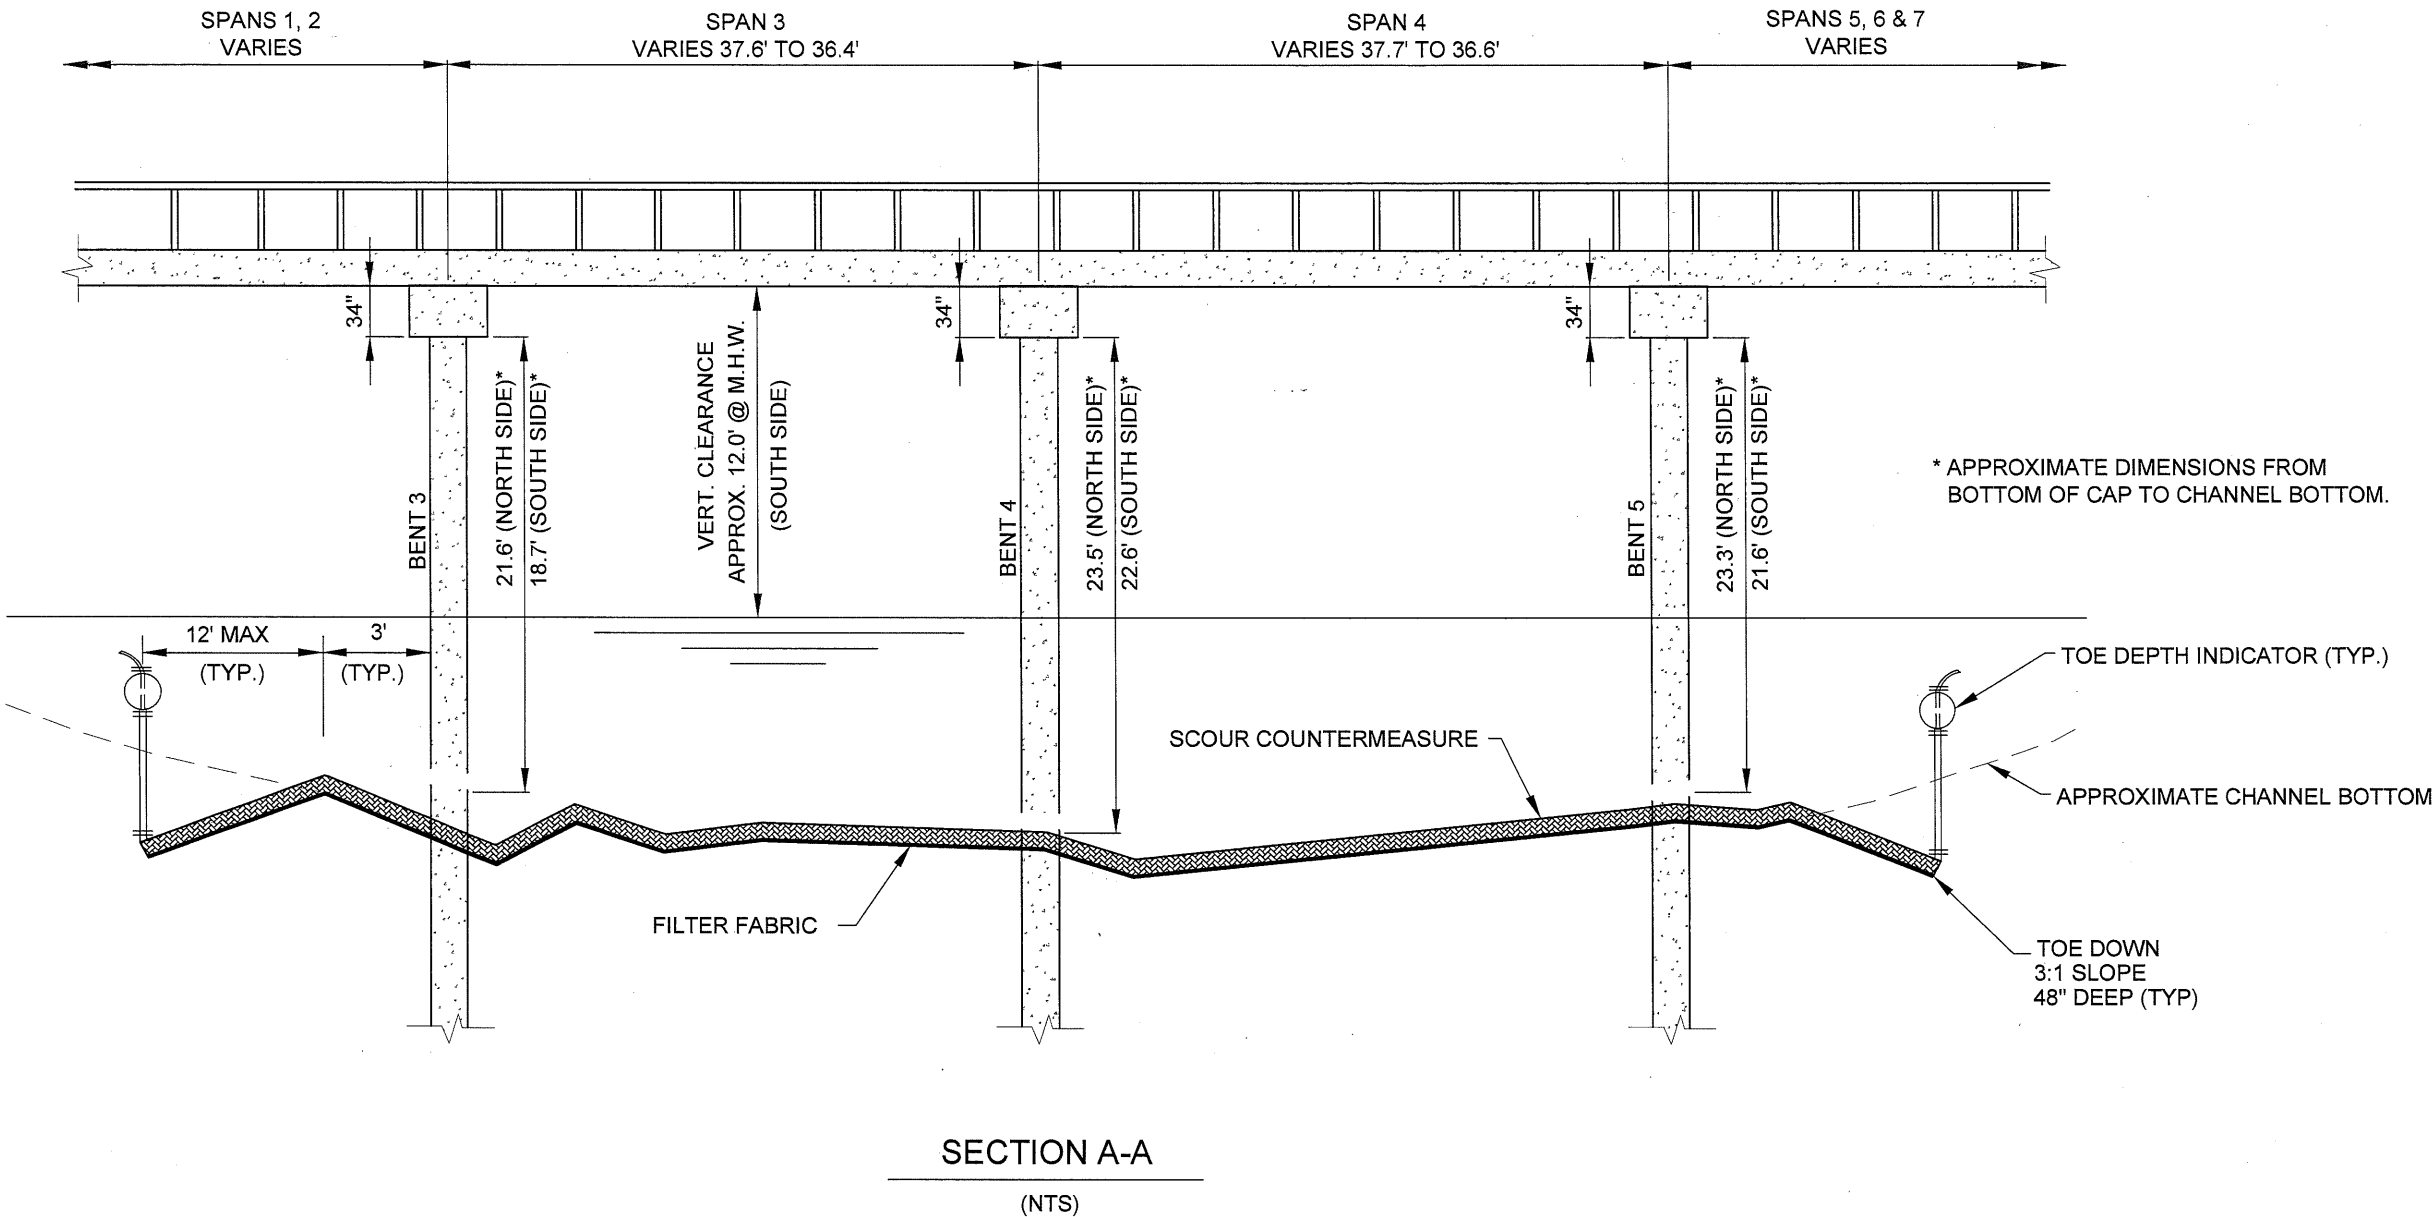 SPANS 1, 2
VARIES
SPAN 3
VARIES 37.6' TO 36.4'
SPAN 4
VARIES 37.7' TO 36.6'
SPANS 5, 6 & 7
VARIES
34"
34"
34"
BENT 3
21.6' (NORTH SIDE)*
18.7' (SOUTH SIDE)*
VERT. CLEARANCE
APPROX. 12.0' @ M.H.W.
(SOUTH SIDE)
BENT 4
23.5' (NORTH SIDE)*
22.6' (SOUTH SIDE)*
BENT 5
23.3' (NORTH SIDE)*
21.6' (SOUTH SIDE)*
* APPROXIMATE DIMENSIONS FROM
BOTTOM OF CAP TO CHANNEL BOTTOM.
12' MAX
(TYP.)
3'
(TYP.)
TOE DEPTH INDICATOR (TYP.)
SCOUR COUNTERMEASURE
APPROXIMATE CHANNEL BOTTOM
FILTER FABRIC
TOE DOWN
3:1 SLOPE
48" DEEP (TYP)
SECTION A-A
(NTS)